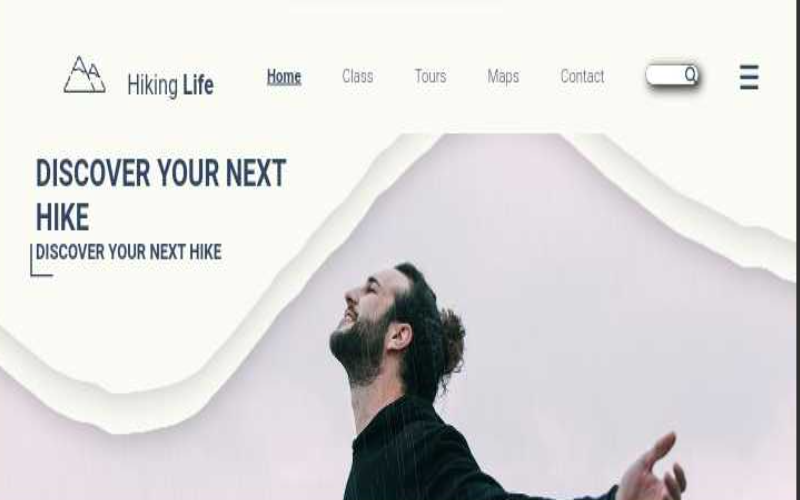 Hiking Life
Home
Class
Tours
Maps
Contact
DISCOVER YOUR NEXT
HIKE
DISCOVER YOUR NEXT HIKE